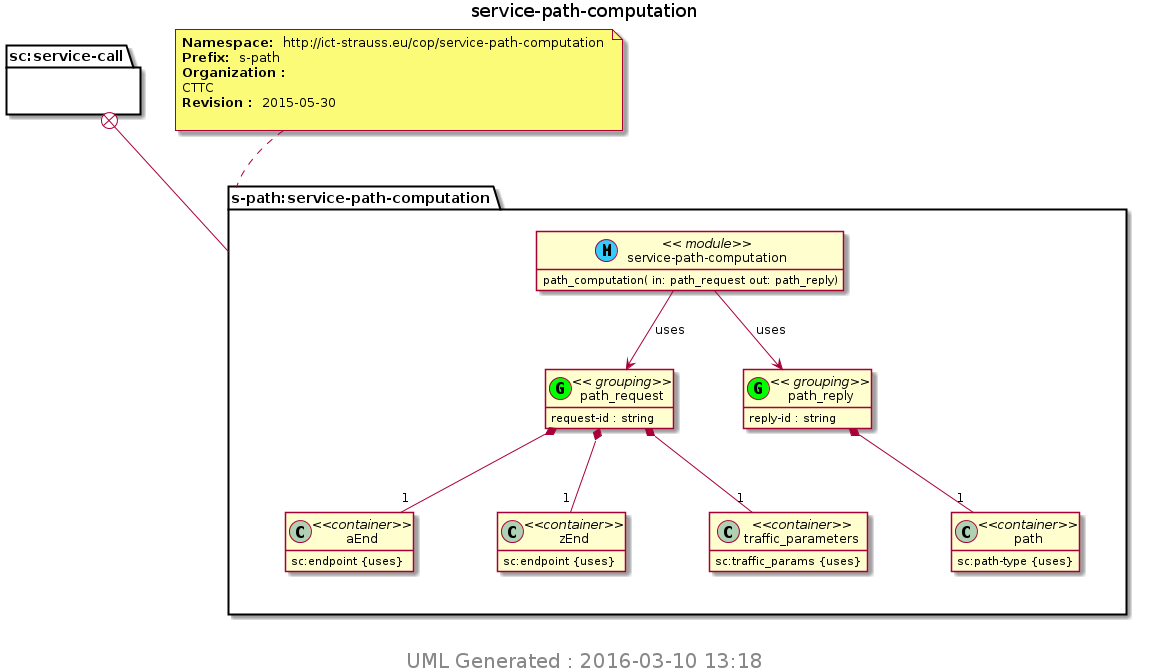 service-path-computation
sc:service-call
Namespace: http://ict-strauss.eu/cop/service-path-computation
Prefix: s-path
Organization :
CTTC
Revision : 2015-05-30
s-path:service-path-computation
M
<< module>>
service-path-computation
path_computation( in: path_request out: path_reply)
uses
uses
G
<< grouping>>
path_request
request-id : string
G
<< grouping>>
path_reply
reply-id : string
1
1
1
1
C
<<container>>
aEnd
sc:endpoint {uses}
C
<<container>>
zEnd
sc:endpoint {uses}
C
<<container>>
traffic_parameters
sc:traffic_params {uses}
C
<<container>>
path
sc:path-type {uses}
UML Generated : 2016-03-10 13:18